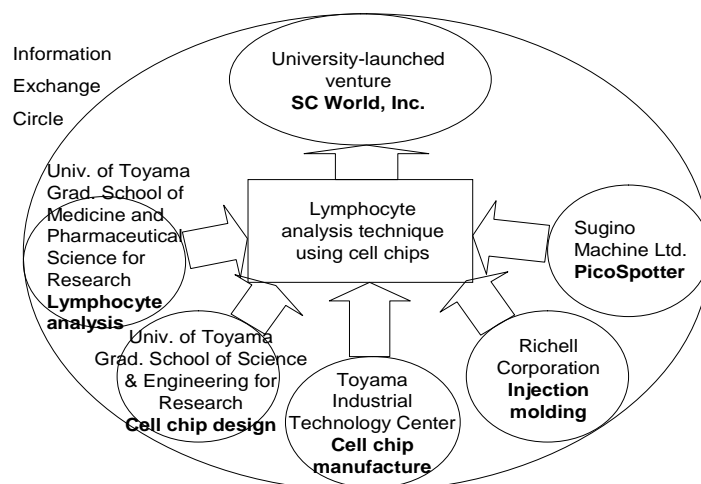 Information
Exchange
Circle
University-launched
venture
SC World, Inc.
Univ. of Toyama
Grad. School of
Medicine and
Pharmaceutical
Science for
Research
Lymphocyte
analysis
Lymphocyte
analysis technique
using cell chips
Sugino
Machine Ltd.
PicoSpotter
Univ. of Toyama
Grad. School of Science
& Engineering for
Research
Cell chip design
Toyama
Industrial
Technology Center
Cell chip
manufacture
Richell
Corporation
Injection
molding